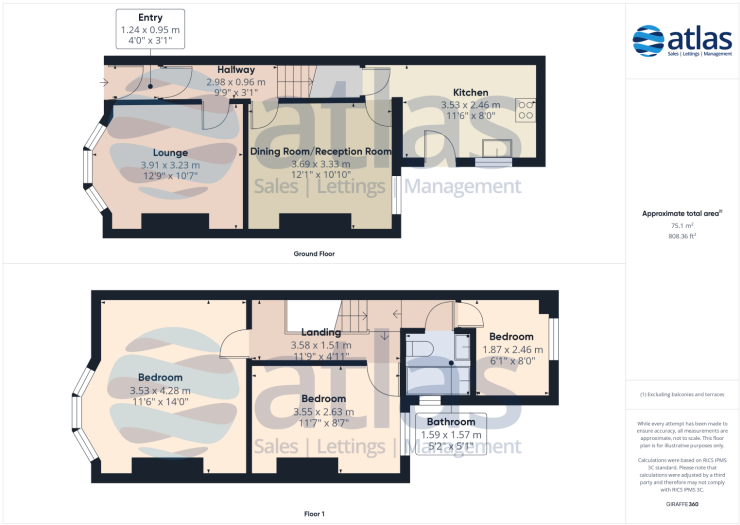 Entry
1.24 x 0.95 m
4'0" x 3'1"
Hallway
2.98 x 0.96 m
9'9" x 3'1"
Kitchen
3.53 x 2.46 m
11'6" x 8'0"
Lounge
3.91 x 3.23 m
12'9" x 10'7"
Dining Room/Reception Room
3.69 x 3.33 m
12'1" x 10'10"
atlas
Sales | Lettings | Management
Ground Floor
Landing
3.58 x 1.51 m
11'9" x 4'11"
Bedroom
1.87 x 2.46 m
6'1" x 8'0"
Bedroom
3.53 x 4.28 m
11'6" x 14'0"
Bedroom
3.55 x 2.63 m
11'7" x 8'7"
Bathroom
1.59 x 1.57 m
5'2" x 5'1"
atlas
Sales | Lettings | Management
Floor 1
atlas
Sales | Lettings | Management
Approximate total area(1)
75.1 m²
808.36 ft²
(1) Excluding balconies and terraces
While every attempt has been made to
ensure accuracy, all measurements are
approximate, not to scale. This floor
plan is for illustrative purposes only.
Calculations were based on RICS IPMS
3C standard. Please note that
calculations were adjusted by a third
party and therefore may not comply
with RICS IPMS 3C.
GIRAFFE360